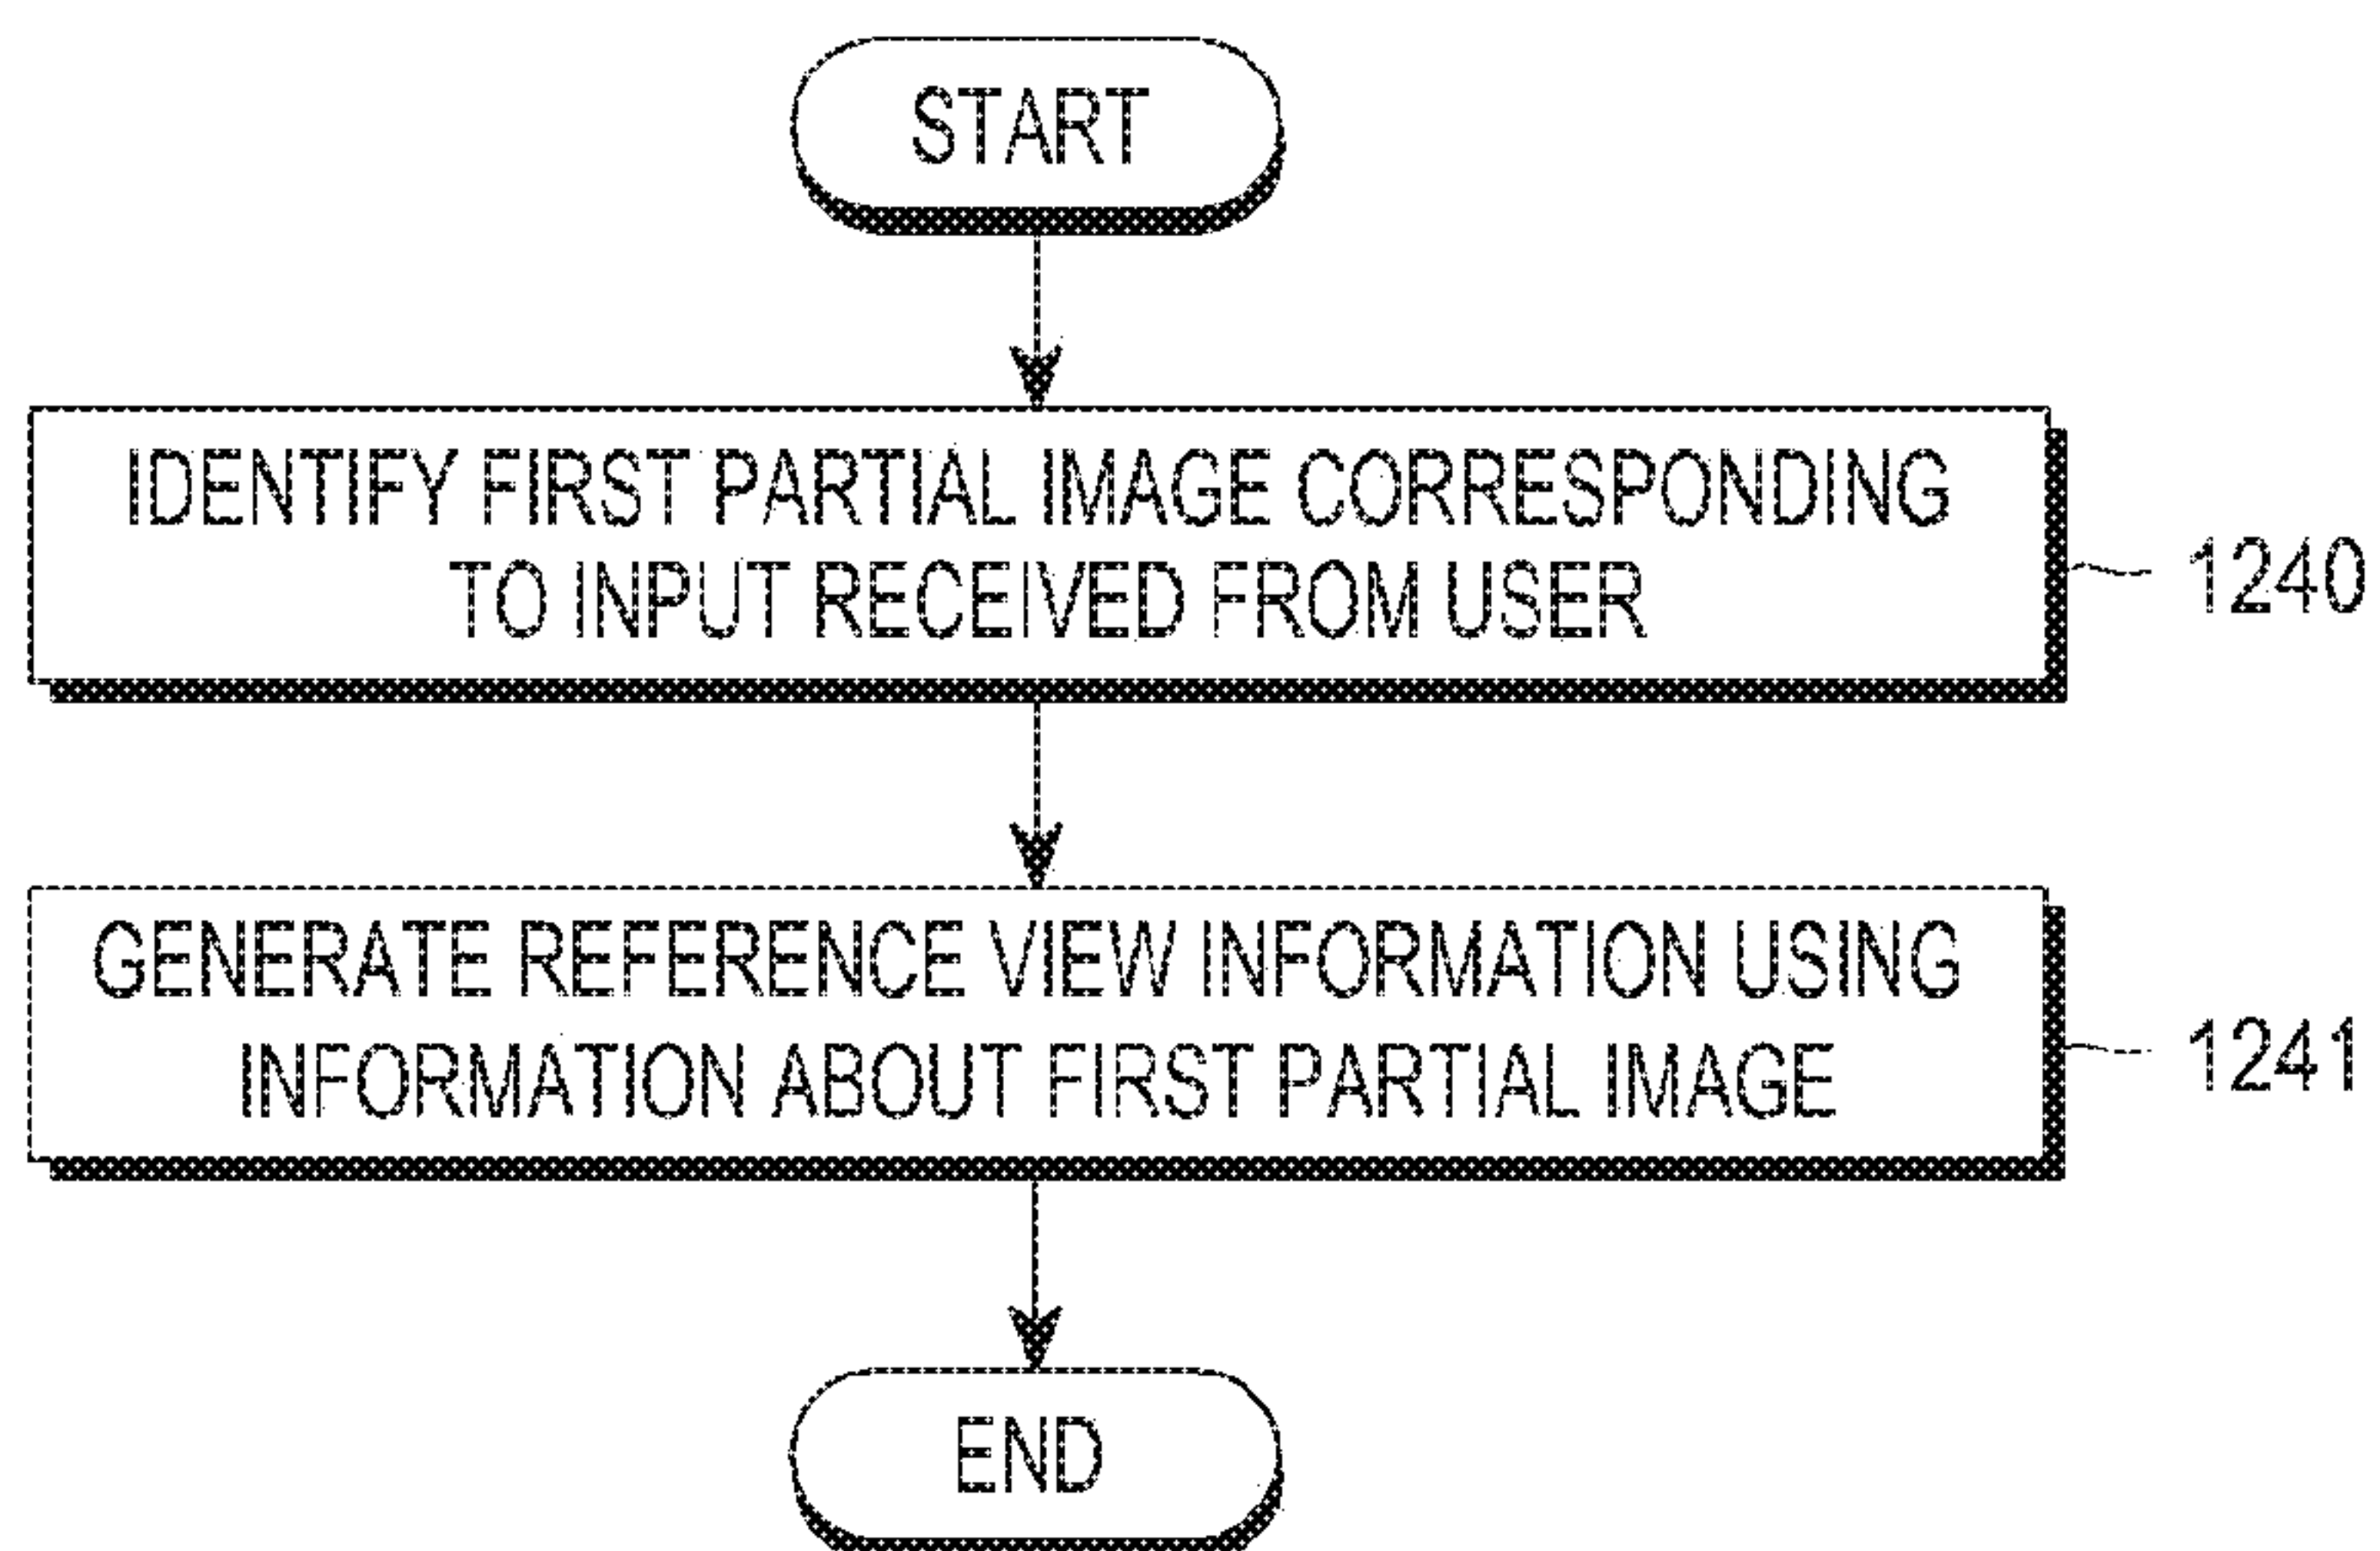 START
IDENTIFY FIRST PARTIAL IMAGE CORRESPONDING
TO INPUT RECEIVED FROM USER
1240
GENERATE REFERENCE VIEW INFORMATION USING
INFORMATION ABOUT FIRST PARTIAL IMAGE
1241
END